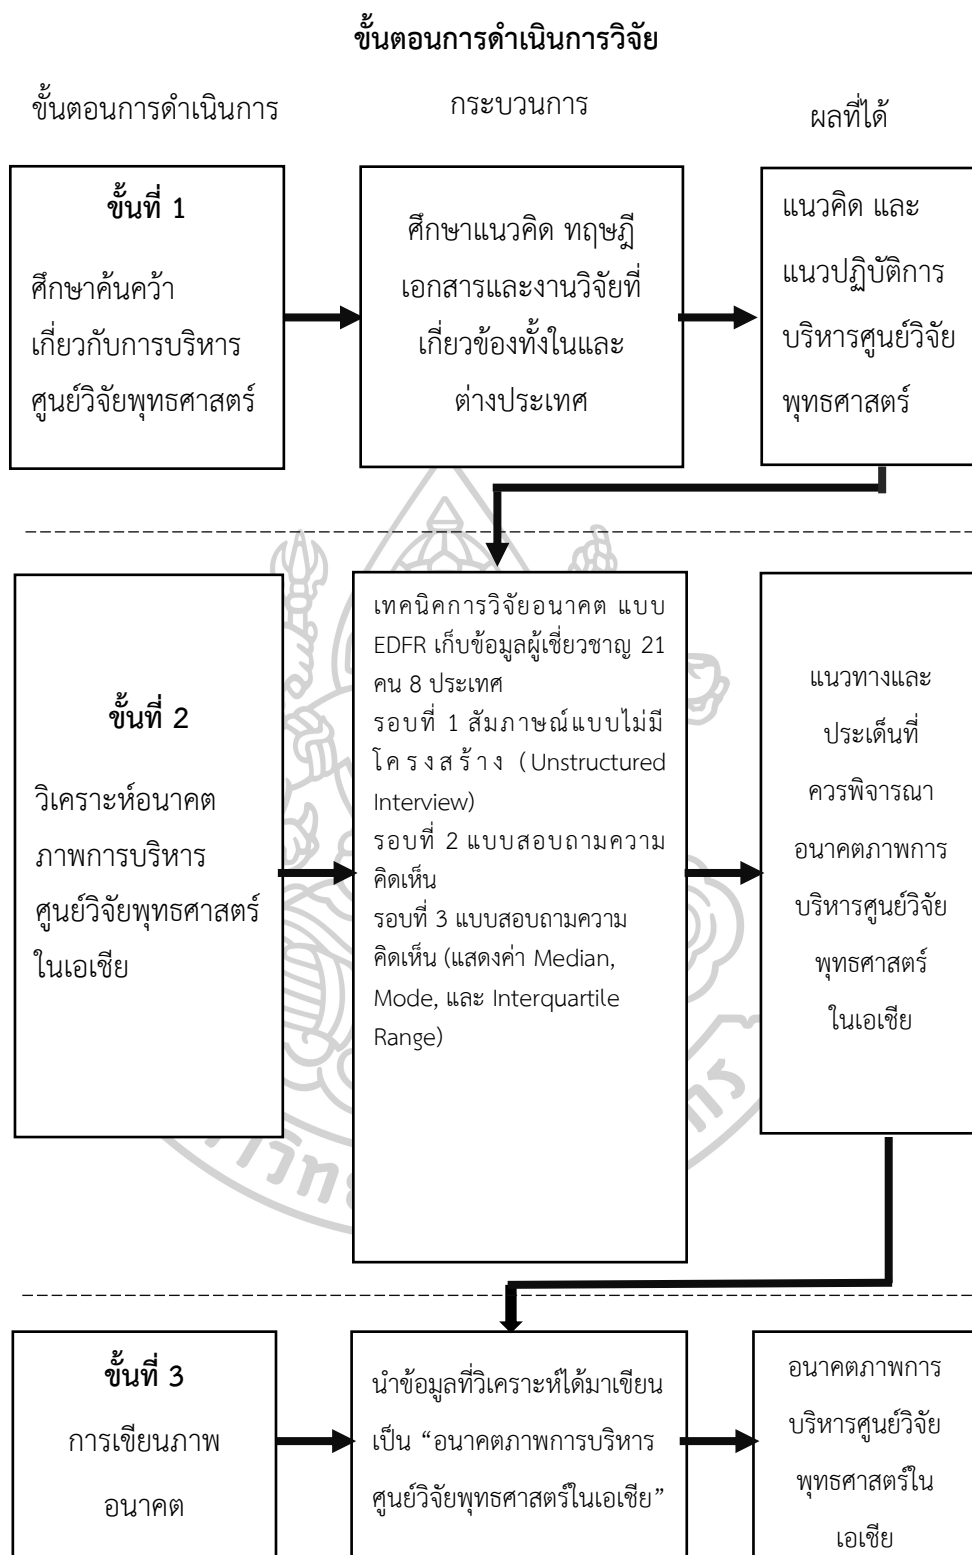 ขั้นตอนการดำเนินการวิจัย
ขั้นตอนการดำเนินการ
กระบวนการ
ผลที่ได้
ขั้นที่ 1
ศึกษาค้นคว้า
เกี่ยวกับการบริหาร
ศูนย์วิจัยพุทธศาสตร์
ศึกษาแนวคิด ทฤษฎี
เอกสารและงานวิจัยที่
เกี่ยวข้องทั้งในและ
ต่างประเทศ
แนวคิด และ
แนวปฏิบัติการ
บริหารศูนย์วิจัย
พุทธศาสตร์
ขั้นที่ 2
วิเคราะห์อนาคต
ภาพการบริหาร
ศูนย์วิจัยพุทธศาสตร์
ในเอเชีย
เทคนิคการวิจัยอนาคต แบบ
EDFR เก็บข้อมูลผู้เชี่ยวชาญ 21
คน 8 ประเทศ
รอบที่ 1 สัมภาษณ์แบบไม่มี
โครงสร้าง (Unstructured
Interview)
รอบที่ 2 แบบสอบถามความ
คิดเห็น
รอบที่ 3 แบบสอบถามความ
คิดเห็น (แสดงค่า Median,
Mode, และ Interquartile
Range)
แนวทางและ
ประเด็นที่
ควรพิจารณา
อนาคตภาพการ
บริหารศูนย์วิจัย
พุทธศาสตร์
ในเอเชีย
ขั้นที่ 3
การเขียนภาพ
อนาคต
นำข้อมูลที่วิเคราะห์ได้มาเขียน
เป็น “อนาคตภาพการบริหาร
ศูนย์วิจัยพุทธศาสตร์ในเอเชีย”
อนาคตภาพการ
บริหารศูนย์วิจัย
พุทธศาสตร์ใน
เอเชีย